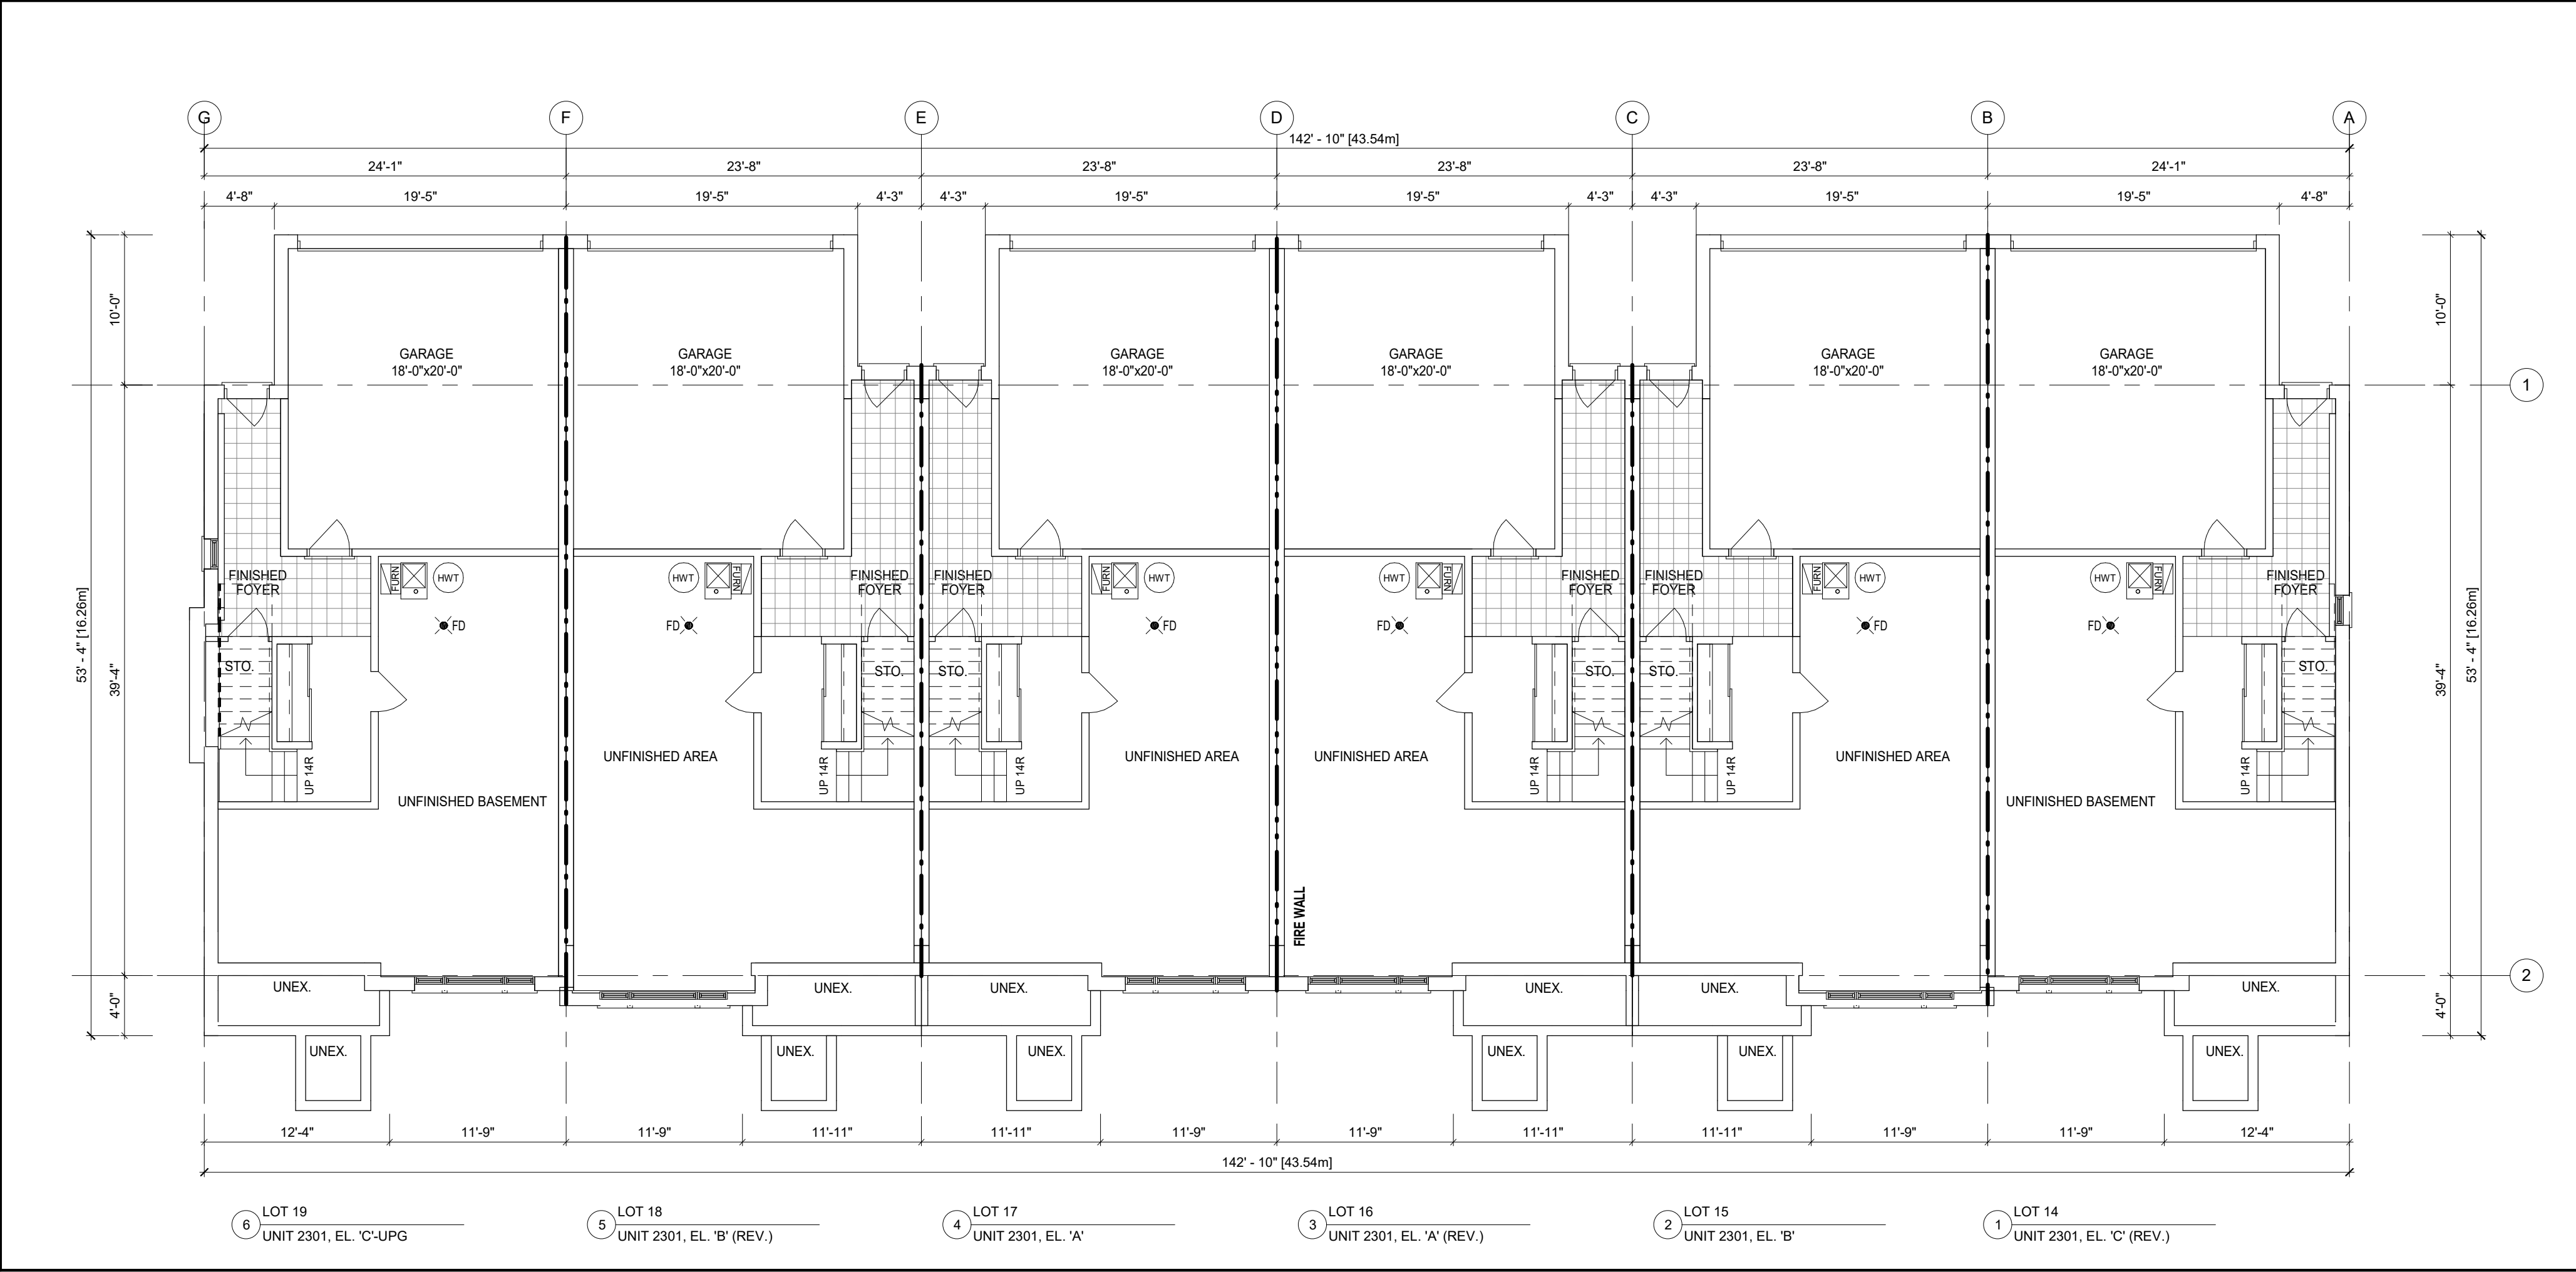 G F E D C B A
142' - 10" [43.54m]
24'-1" 23'-8" 23'-8" 23'-8" 23'-8" 24'-1"
4'-8" 19'-5" 19'-5" 4'-3" 4'-3" 19'-5" 19'-5" 4'-3" 4'-3" 19'-5" 19'-5" 4'-8"
10'-0" 10'-0"
GARAGE GARAGE GARAGE GARAGE GARAGE GARAGE
18'-0"x20'-0" 18'-0"x20'-0" 18'-0"x20'-0" 18'-0"x20'-0" 18'-0"x20'-0" 18'-0"x20'-0"
1
FINISHED FURN HWT HWT FURN FINISHED FINISHED FURN HWT HWT FURN FINISHED FINISHED FURN HWT HWT FURN FINISHED
FOYER FOYER FOYER FOYER FOYER FOYER
FD FD FD FD FD FD
53' - 4" [16.26m] 39'-4" 39'-4" 53' - 4" [16.26m]
STO. STO. STO. STO. STO. STO.
UNFINISHED AREA UNFINISHED AREA UNFINISHED AREA UNFINISHED AREA
UP 14R UP 14R UP 14R UP 14R UP 14R UP 14R
UNFINISHED BASEMENT UNFINISHED BASEMENT
FIRE WALL
2
UNEX. UNEX. UNEX. UNEX. UNEX. UNEX.
4'-0" 4'-0"
UNEX. UNEX. UNEX. UNEX. UNEX. UNEX.
12'-4" 11'-9" 11'-9" 11'-11" 11'-11" 11'-9" 11'-9" 11'-11" 11'-11" 11'-9" 11'-9" 12'-4"
142' - 10" [43.54m]
6 LOT 19
UNIT 2301, EL. 'C'-UPG
5 LOT 18
UNIT 2301, EL. 'B' (REV.)
4 LOT 17
UNIT 2301, EL. 'A'
3 LOT 16
UNIT 2301, EL. 'A' (REV.)
2 LOT 15
UNIT 2301, EL. 'B'
1 LOT 14
UNIT 2301, EL. 'C' (REV.)